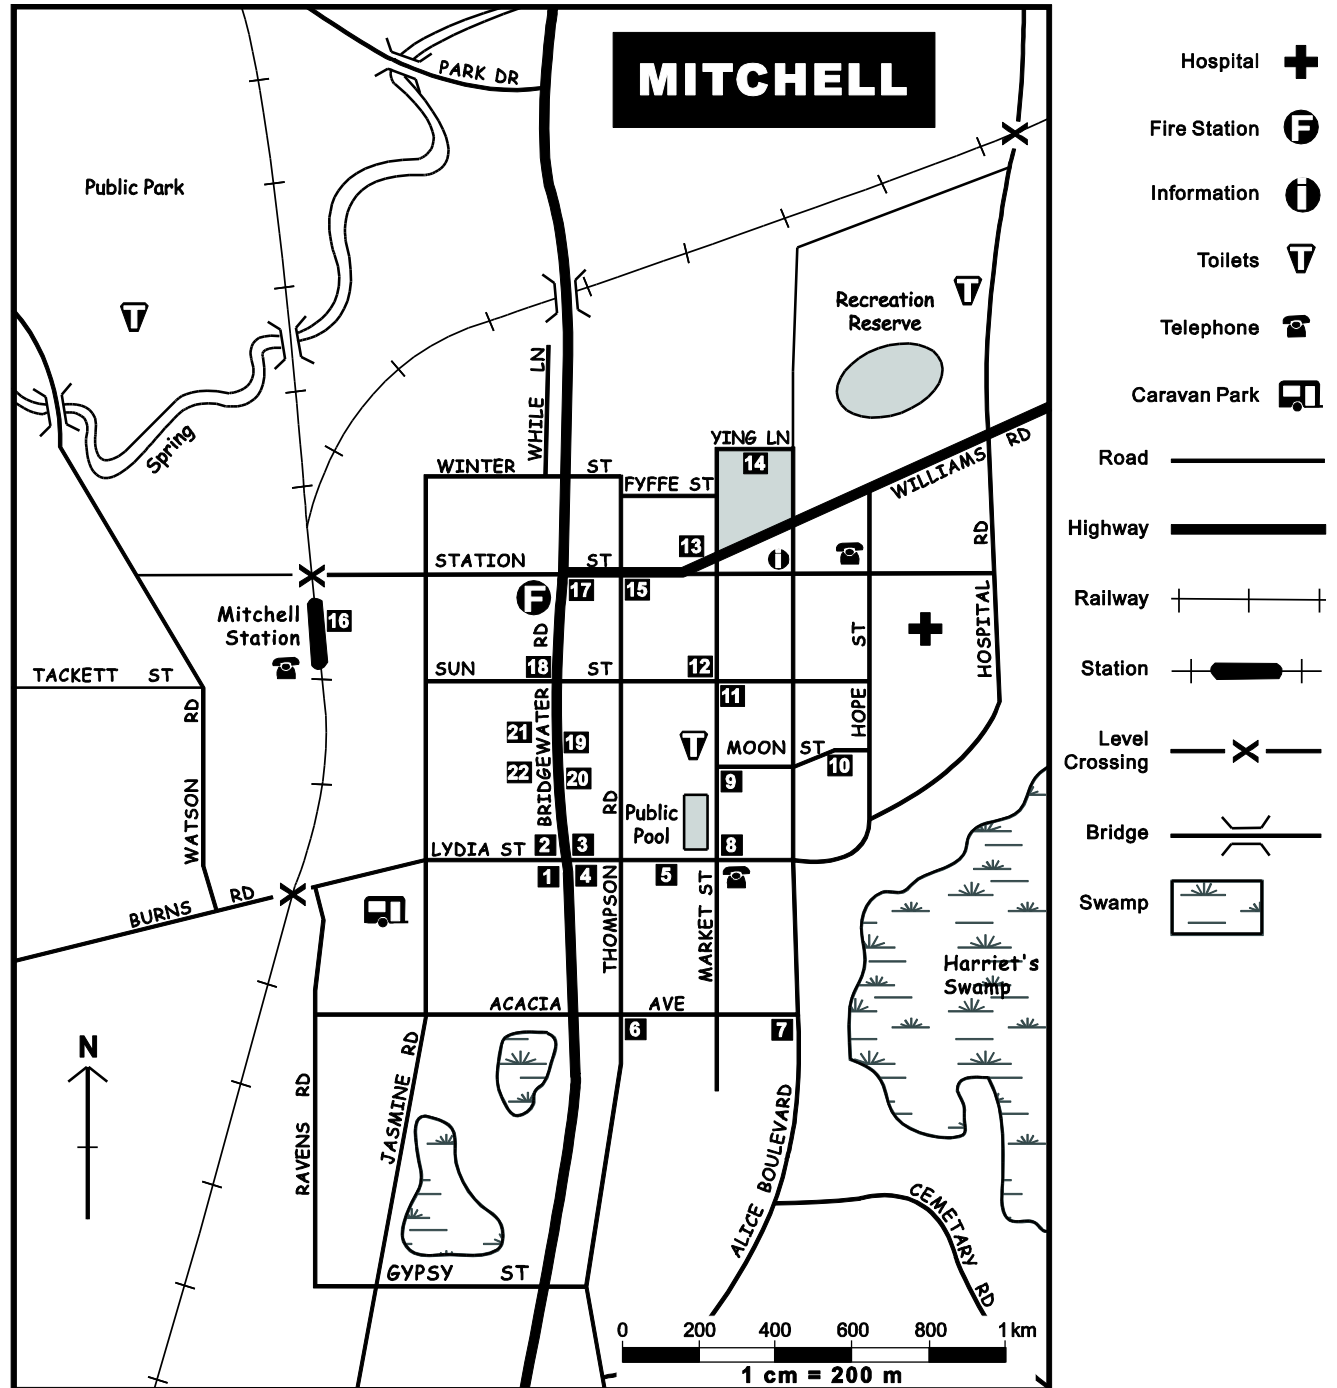 MITCHELL
PARK DR
Public Park
T
Spring
T
Recreation
Reserve
WHILE LN
YING LN
14
WINTER ST
FYFFE ST
WILLIAMS RD
13
STATION ST
i
F
17
15
Mitchell
Station
16
RD
ST
HOSPITAL RD
TACKETT ST
SUN ST
18
12
11
WATSON RD
BRIDGEWATER
HOPE
21
19
T
MOON ST
22
20
10
9
RD
Public
Pool
LYDIA ST
2
3
8
1
4
5
BURNS RD
THOMPSON
MARKET ST
Harriet's
Swamp
ACACIA AVE
6
7
N
RAVENS RD
JASMINE RD
ALICE BOULEVARD
CEMETARY RD
GYPSY ST
0 200 400 600 800 1 km
1 cm = 200 m
Hospital
Fire Station F
Information i
Toilets T
Telephone
Caravan Park
Road
Highway
Railway
Station
Level
Crossing
Bridge
Swamp